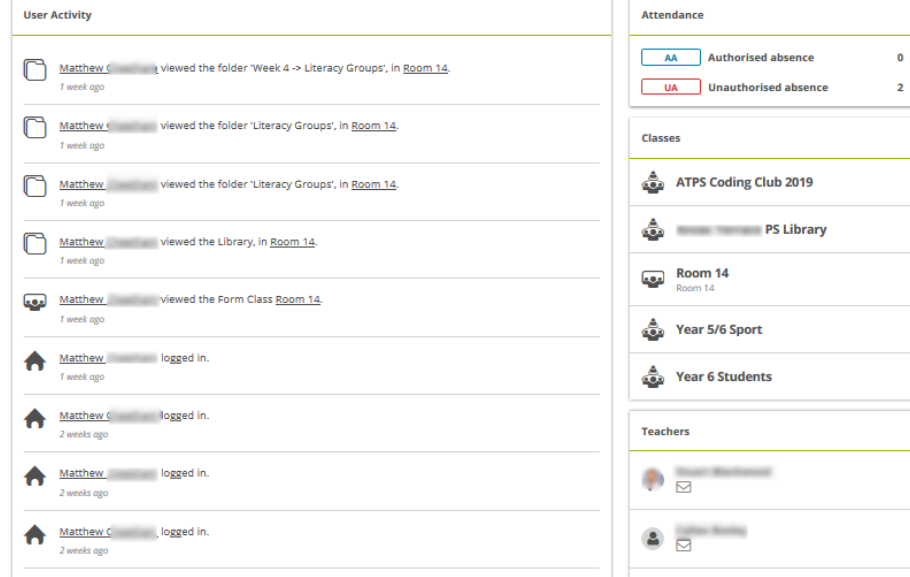 User Activity
Matthew viewed the folder 'Week 4 -> Literacy Groups', in Room 14.
1 week ago
Matthew viewed the folder 'Literacy Groups', in Room 14.
1 week ago
Matthew viewed the folder 'Literacy Groups', in Room 14.
1 week ago
Matthew viewed the Library, in Room 14.
1 week ago
Matthew viewed the Form Class Room 14.
1 week ago
Matthew logged in.
1 week ago
Matthew logged in.
2 weeks ago
Matthew logged in.
2 weeks ago
Matthew logged in.
2 weeks ago
Attendance
AA Authorised absence 0
UA Unauthorised absence 2
Classes
ATPS Coding Club 2019
PS Library
Room 14
Room 14
Year 5/6 Sport
Year 6 Students
Teachers